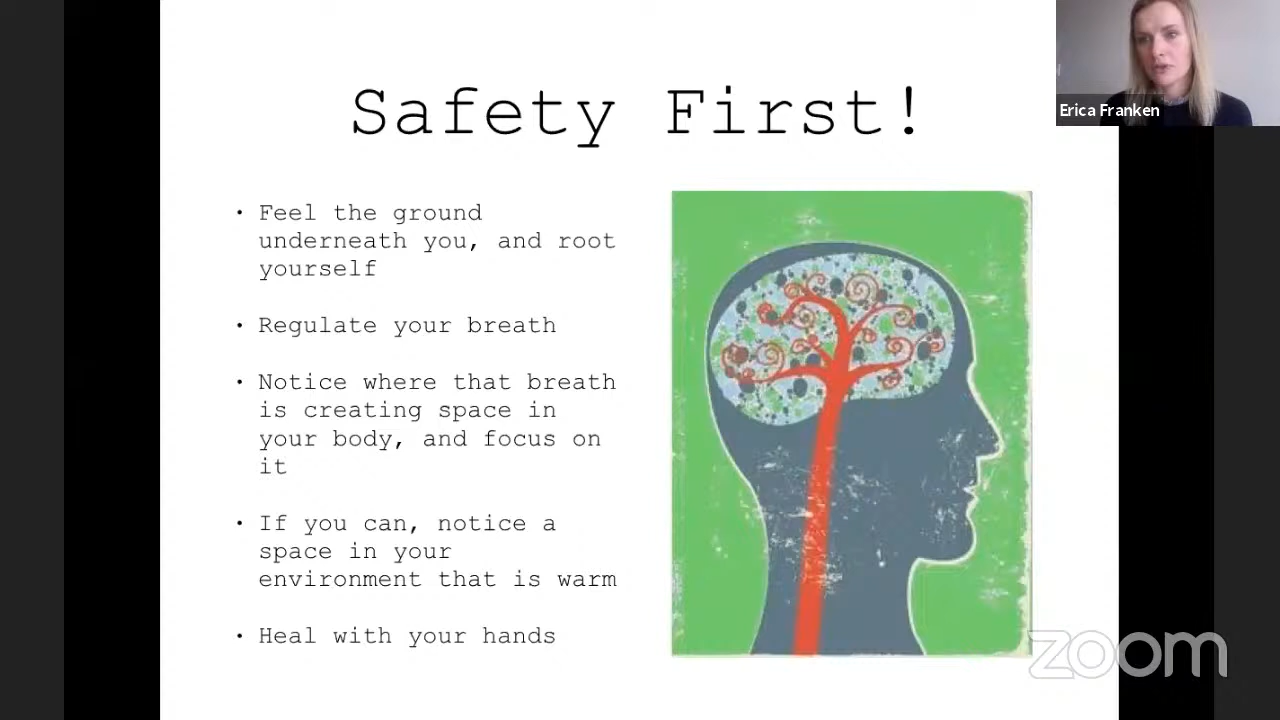 Safety First!
Erica Franken
• Feel the ground
underneath you, and root
yourself
• Regulate your breath
• Notice where that breath
is creating space in
your body, and focus on
it
• If you can, notice a
space in your
environment that is warm
• Heal with your hands
zoom